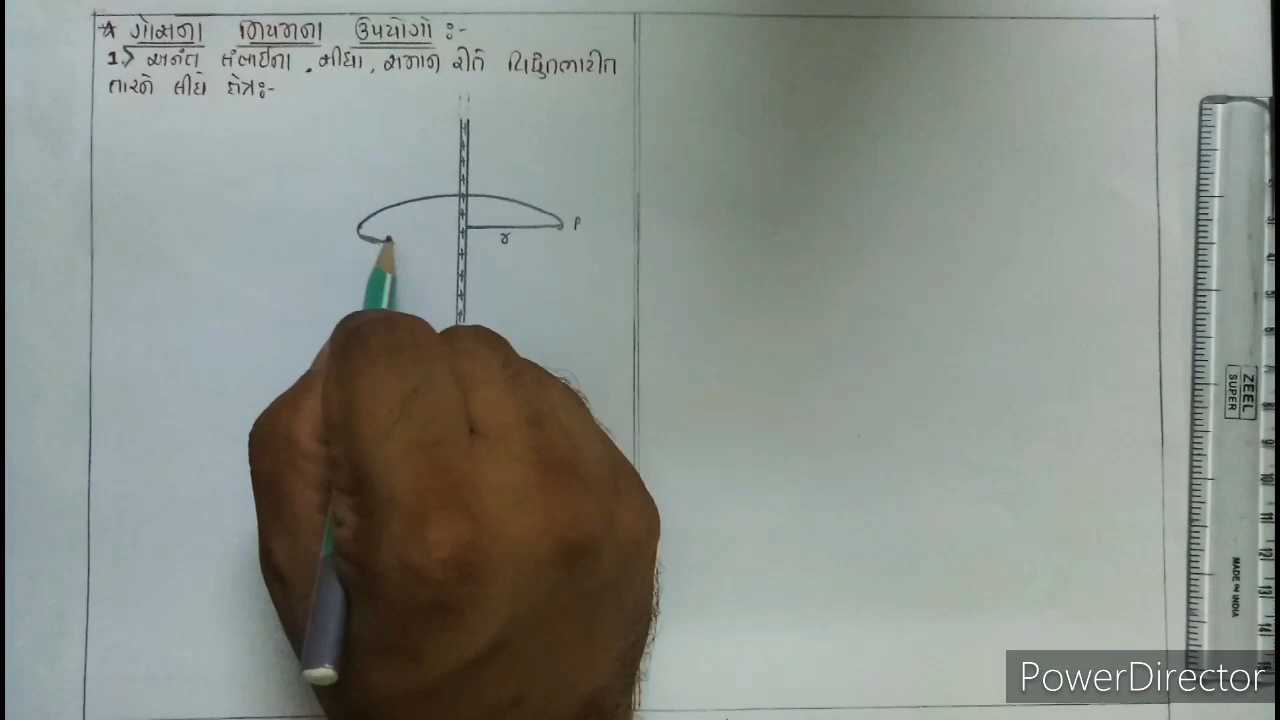 * ગૌસના નિયમના ઉપયોગો :-
1> અનંત લંબાઈના , સીધા , સમાન રીતે વિદ્યુતભારીત
તારને લીધે ક્ષેત્ર :-
P
r
ZEEL
SUPER
MADE IN INDIA
PowerDirector